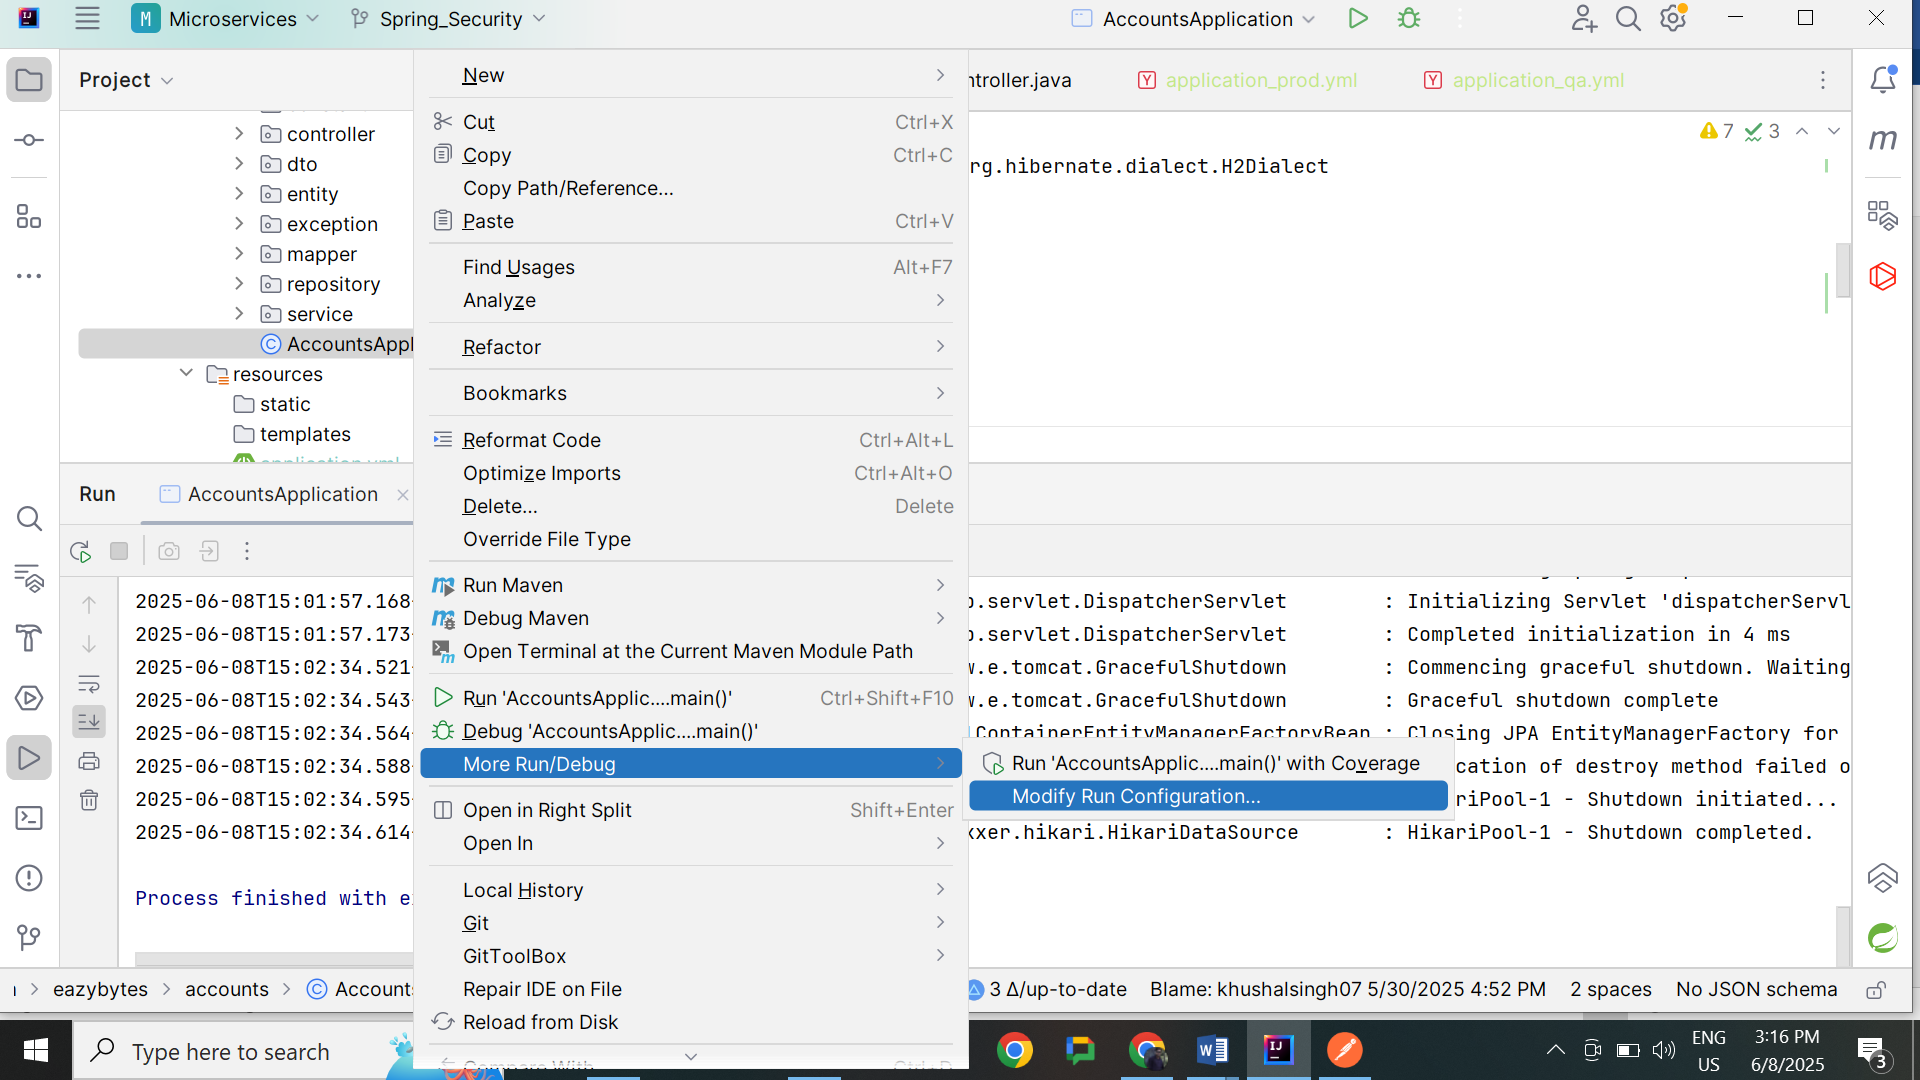 M Microservices
Spring_Security
AccountsApplication
Project
controller
dto
entity
exception
mapper
repository
service
AccountsAppl
resources
static
templates
New
Cut Ctrl+X
Copy Ctrl+C
Copy Path/Reference...
Paste Ctrl+V
Find Usages Alt+F7
Analyze
Refactor
Bookmarks
Reformat Code Ctrl+Alt+L
Optimize Imports Ctrl+Alt+O
Delete... Delete
Override File Type
Run Maven
Debug Maven
Open Terminal at the Current Maven Module Path
Run 'AccountsApplic....main()' Ctrl+Shift+F10
Debug 'AccountsApplic....main()'
More Run/Debug
Open in Right Split Shift+Enter
Open In
Local History
Git
GitToolBox
Repair IDE on File
Reload from Disk
Compare With... Ctrl+D
Run 'AccountsApplic....main()' with Coverage
Modify Run Configuration...
ntroller.java
application_prod.yml
application_qa.yml
7 3
rg.hibernate.dialect.H2Dialect
Run AccountsApplication
2025-06-08T15:01:57.168
2025-06-08T15:01:57.173
2025-06-08T15:02:34.521
2025-06-08T15:02:34.543
2025-06-08T15:02:34.564
2025-06-08T15:02:34.588
2025-06-08T15:02:34.595
2025-06-08T15:02:34.614
Process finished with e
.servlet.DispatcherServlet : Initializing Servlet 'dispatcherServl
.servlet.DispatcherServlet : Completed initialization in 4 ms
.e.tomcat.GracefulShutdown : Commencing graceful shutdown. Waiting
.e.tomcat.GracefulShutdown : Graceful shutdown complete
lContainerEntityManagerFactoryBean : Closing JPA EntityManagerFactory for
cation of destroy method failed o
riPool-1 - Shutdown initiated...
xxer.hikari.HikariDataSource : HikariPool-1 - Shutdown completed.
eazybytes > accounts > Account
3 Δ/up-to-date
Blame: khushalsingh07 5/30/2025 4:52 PM
2 spaces
No JSON schema
Type here to search
ENG
US
3:16 PM
6/8/2025
3